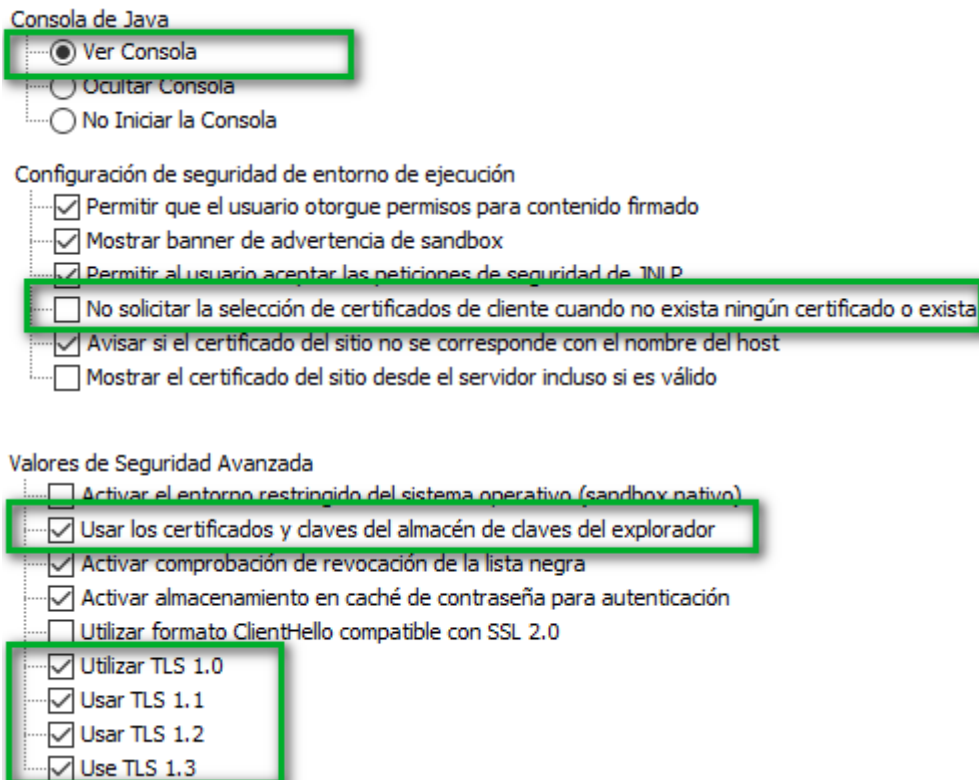 Consola de Java
Ver Consola
Ocultar Consola
No Iniciar la Consola
Configuración de seguridad de entorno de ejecución
Permitir que el usuario otorgue permisos para contenido firmado
Mostrar banner de advertencia de sandbox
Permitir al usuario aceptar las peticiones de seguridad de JNLP
No solicitar la selección de certificados de cliente cuando no exista ningún certificado o exista
Avisar si el certificado del sitio no se corresponde con el nombre del host
Mostrar el certificado del sitio desde el servidor incluso si es válido
Valores de Seguridad Avanzada
Activar el entorno restringido del sistema operativo (sandbox nativo)
Usar los certificados y claves del almacén de claves del explorador
Activar comprobación de revocación de la lista negra
Activar almacenamiento en caché de contraseña para autenticación
Utilizar formato ClientHello compatible con SSL 2.0
Utilizar TLS 1.0
Usar TLS 1.1
Usar TLS 1.2
Use TLS 1.3